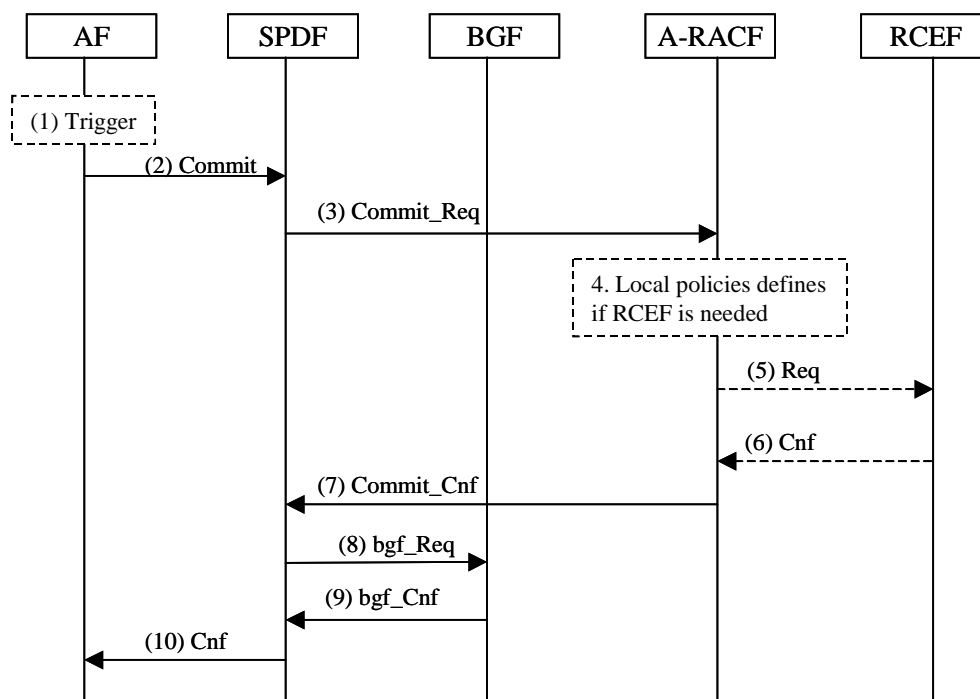 AF
SPDF
BGF
A-RACF
RCEF
(1) Trigger
(2) Commit
(3) Commit_Req
4. Local policies defines
if RCEF is needed
(5) Req
(6) Cnf
(7) Commit_Cnf
(8) bgf_Req
(9) bgf_Cnf
(10) Cnf